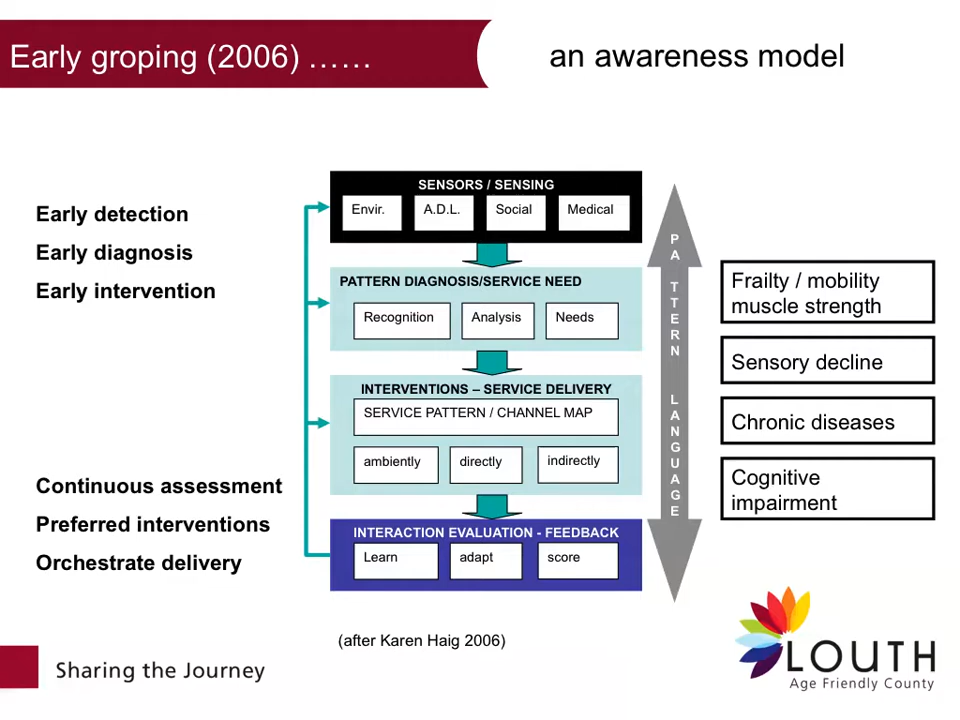 Early groping (2006) ……
an awareness model
Early detection
Early diagnosis
Early intervention
Continuous assessment
Preferred interventions
Orchestrate delivery
SENSORS / SENSING
Envir.
A.D.L.
Social
Medical
PATTERN DIAGNOSIS/SERVICE NEED
Recognition
Analysis
Needs
INTERVENTIONS – SERVICE DELIVERY
SERVICE PATTERN / CHANNEL MAP
ambiently
directly
indirectly
INTERACTION EVALUATION - FEEDBACK
Learn
adapt
score
PATTERN LANGUAGE
Frailty / mobility
muscle strength
Sensory decline
Chronic diseases
Cognitive
impairment
(after Karen Haig 2006)
Sharing the Journey
LOUTH
Age Friendly County